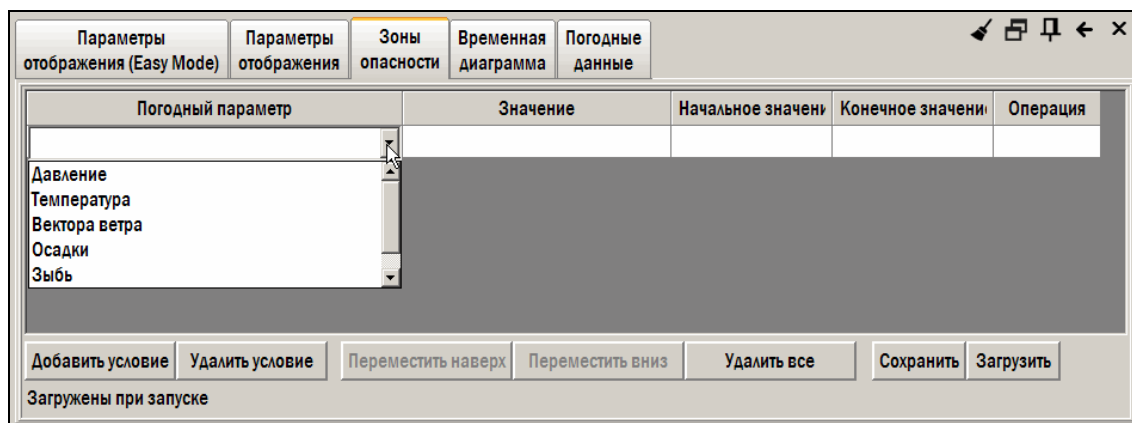 Параметры отображения (Easy Mode)
Параметры отображения
Зоны опасности
Временная диаграмма
Погодные данные
Погодный параметр
Значение
Начальное значени
Конечное значени
Операция
Давление
Температура
Вектора ветра
Осадки
Зыбь
Добавить условие
Удалить условие
Переместить наверх
Переместить вниз
Удалить все
Сохранить
Загрузить
Загружены при запуске